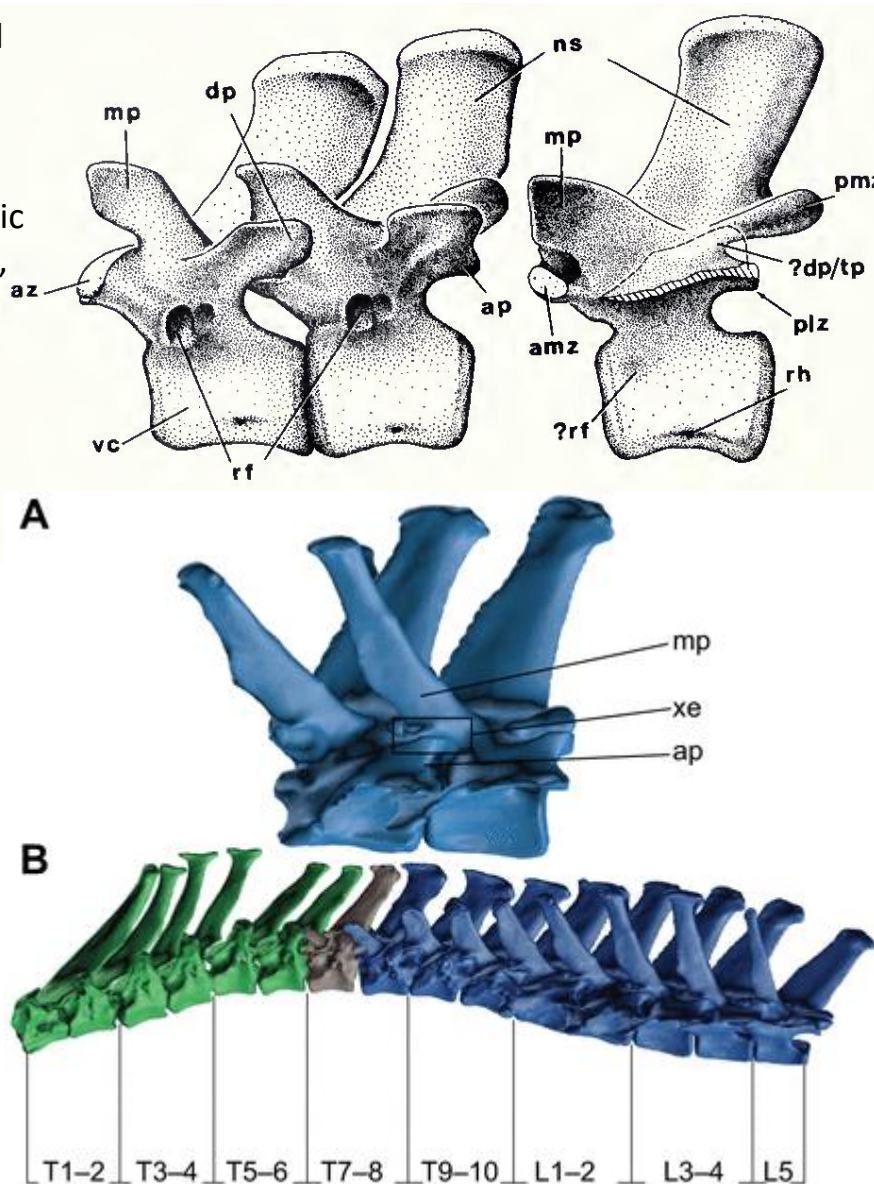 ns
dp
mp
mp
ic
pmz
,
az
?dp/tp
ap
amz
plz
rh
?rf
vc
rf
A
mp
xe
ap
B
T1–2 T3–4 T5–6 T7–8 T9–10 L1–2 L3–4 L5